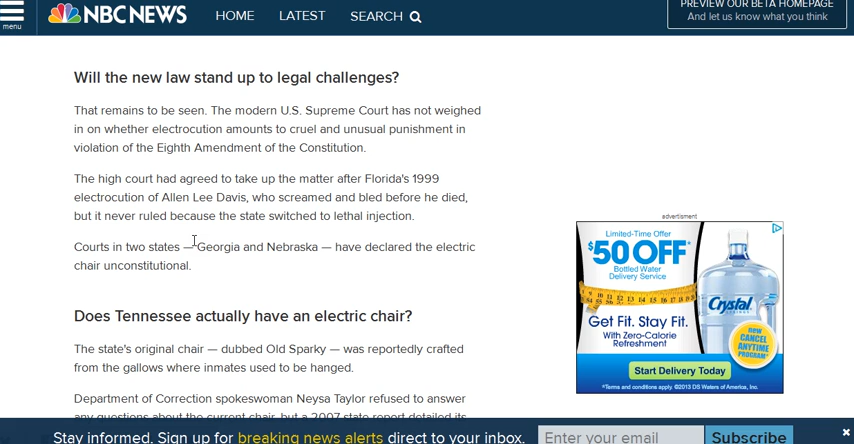 menu
NBC NEWS
HOME
LATEST
SEARCH
PREVIEW OUR BETA HOMEPAGE
And let us know what you think
Will the new law stand up to legal challenges?
That remains to be seen. The modern U.S. Supreme Court has not weighed
in on whether electrocution amounts to cruel and unusual punishment in
violation of the Eighth Amendment of the Constitution.
The high court had agreed to take up the matter after Florida's 1999
electrocution of Allen Lee Davis, who screamed and bled before he died,
but it never ruled because the state switched to lethal injection.
Courts in two states — Georgia and Nebraska — have declared the electric
chair unconstitutional.
Does Tennessee actually have an electric chair?
The state's original chair — dubbed Old Sparky — was reportedly crafted
from the gallows where inmates used to be hanged.
Department of Correction spokeswoman Neysa Taylor refused to answer
any questions about the current chair, but a 2007 state report detailed its
advertisment
Limited-Time Offer
$50 OFF*
Bottled Water
Delivery Service
Get Fit. Stay Fit.
With Zero-Calorie
Refreshment
Crystal
NOW
CANCEL
ANYTIME
PROGRAM*
Start Delivery Today
*Terms and conditions apply. ©2013 DS Waters of America, Inc.
Stay informed. Sign up for breaking news alerts direct to your inbox.
Enter your email
Subscribe